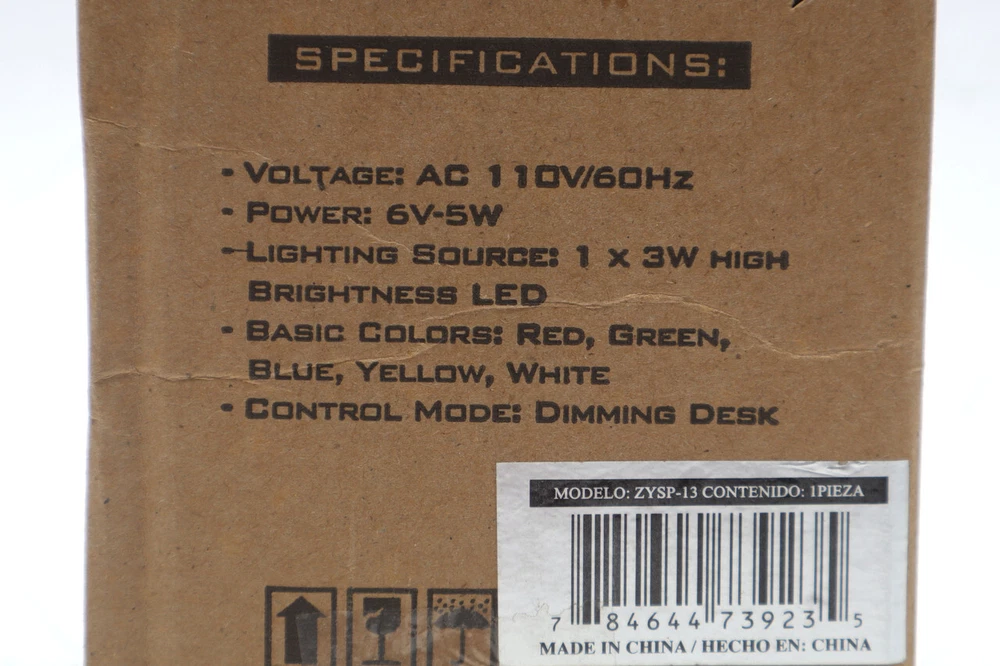 SPECIFICATIONS:
• VOLTAGE: AC 110V/60HZ
• POWER: 6V-5W
• LIGHTING SOURCE: 1 X 3W HIGH
BRIGHTNESS LED
• BASIC COLORS: RED, GREEN,
BLUE, YELLOW, WHITE
• CONTROL MODE: DIMMING DESK
MODELO: ZYSP-13 CONTENIDO: 1PIEZA
7 84644 73923 5
MADE IN CHINA / HECHO EN: CHINA